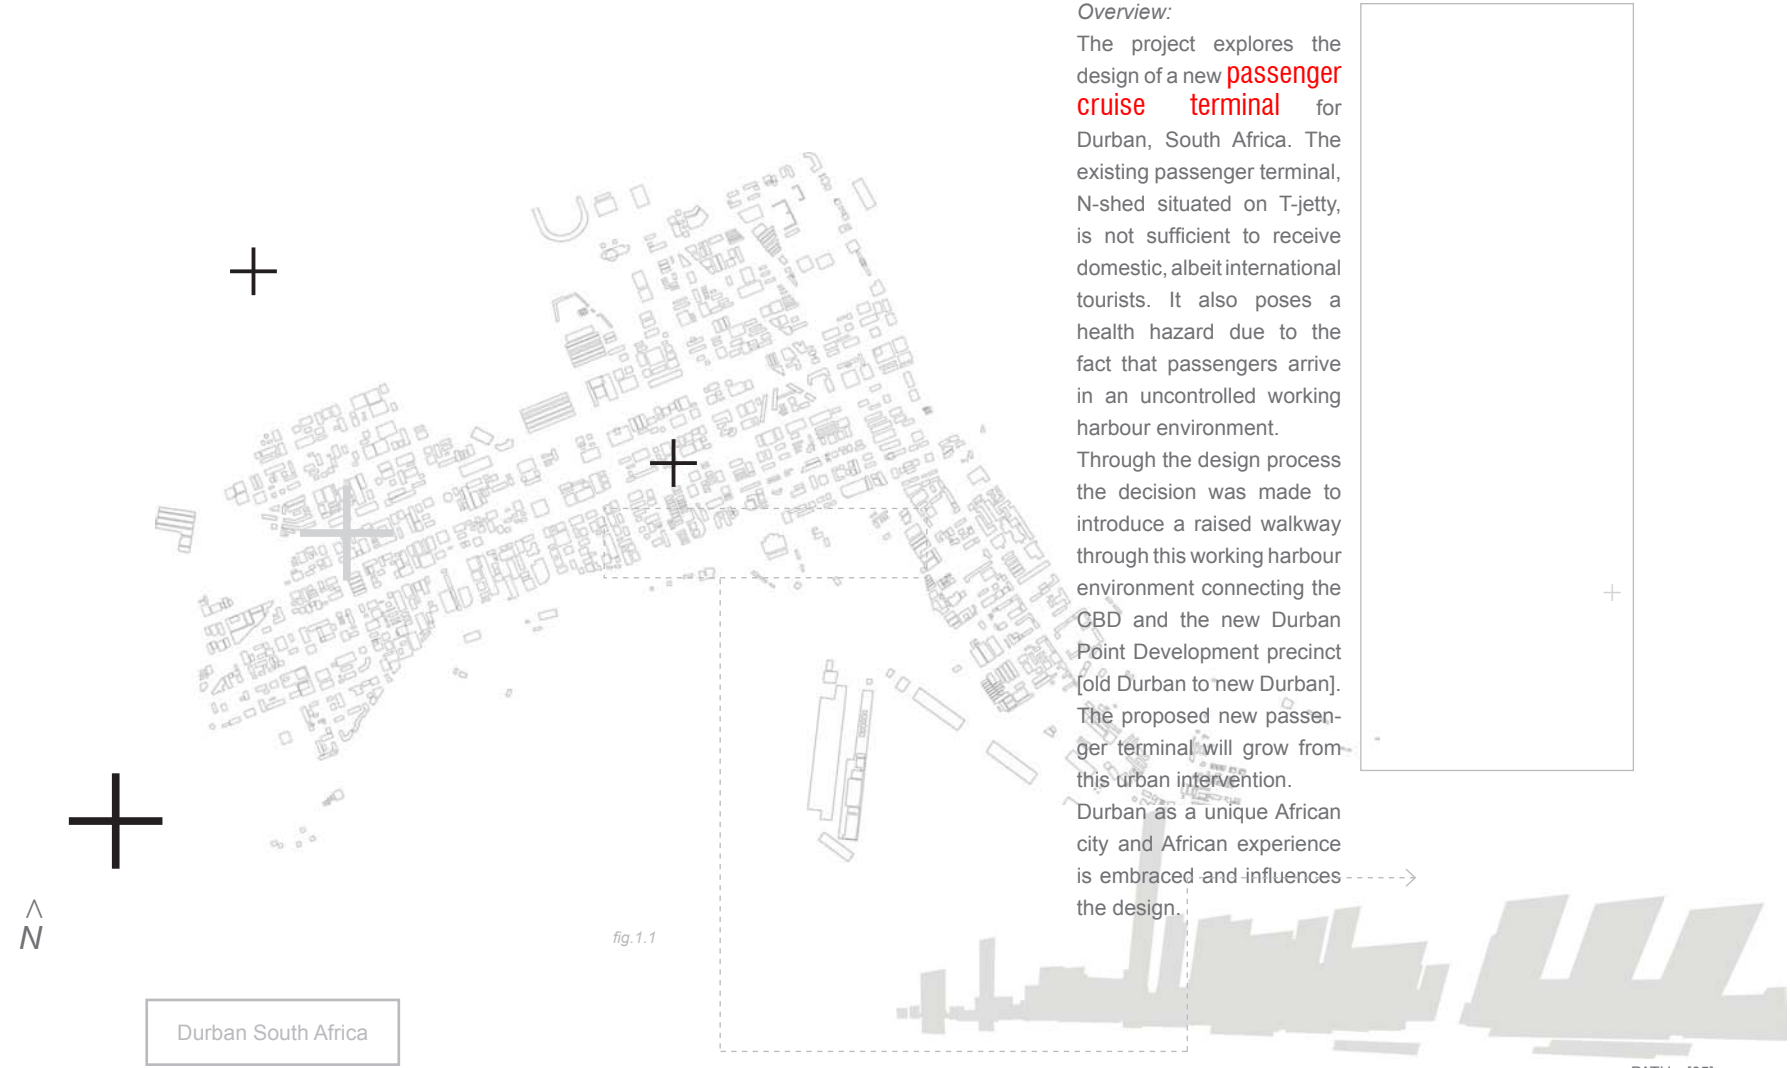 Overview:
The project explores the
design of a new passenger
cruise terminal for
Durban, South Africa. The
existing passenger terminal,
N-shed situated on T-jetty,
is not sufficient to receive
domestic, albeit international
tourists. It also poses a
health hazard due to the
fact that passengers arrive
in an uncontrolled working
harbour environment.
Through the design process
the decision was made to
introduce a raised walkway
through this working harbour
environment connecting the
CBD and the new Durban
Point Development precinct
[old Durban to new Durban].
The proposed new passen-
ger terminal will grow from
this urban intervention.
Durban as a unique African
city and African experience
is embraced and influences
the design.
N
fig.1.1
Durban South Africa